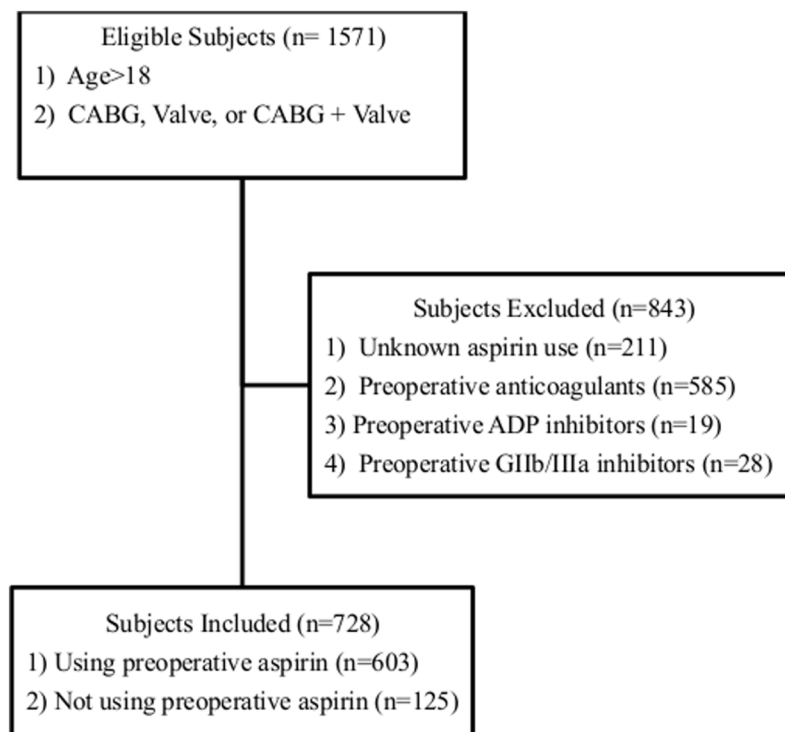 Eligible Subjects (n= 1571)
1) Age>18
2) CABG, Valve, or CABG + Valve
Subjects Excluded (n=843)
1) Unknown aspirin use (n=211)
2) Preoperative anticoagulants (n=585)
3) Preoperative ADP inhibitors (n=19)
4) Preoperative GIIb/IIIa inhibitors (n=28)
Subjects Included (n=728)
1) Using preoperative aspirin (n=603)
2) Not using preoperative aspirin (n=125)